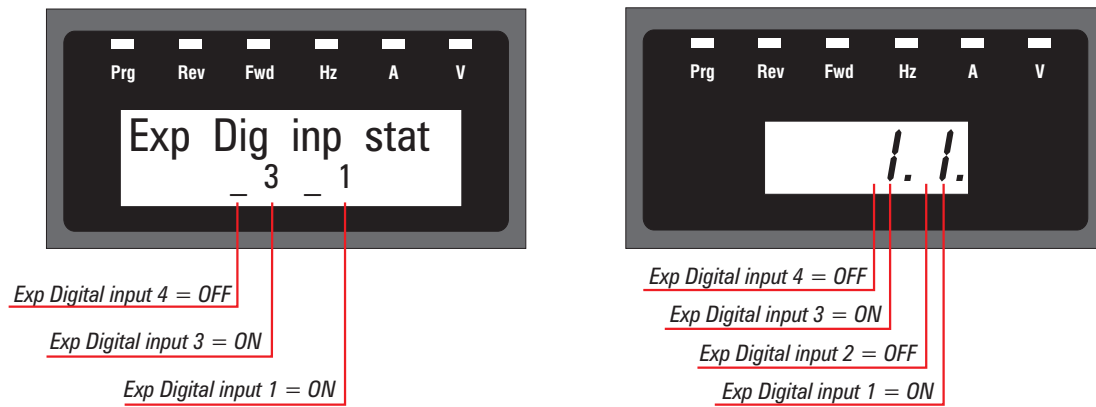 Prg Rev Fwd Hz A V
Exp Dig inp stat
_ 3 _ 1
Exp Digital input 4 = OFF
Exp Digital input 3 = ON
Exp Digital input 1 = ON
Prg Rev Fwd Hz A V
1. 1.
Exp Digital input 4 = OFF
Exp Digital input 3 = ON
Exp Digital input 2 = OFF
Exp Digital input 1 = ON